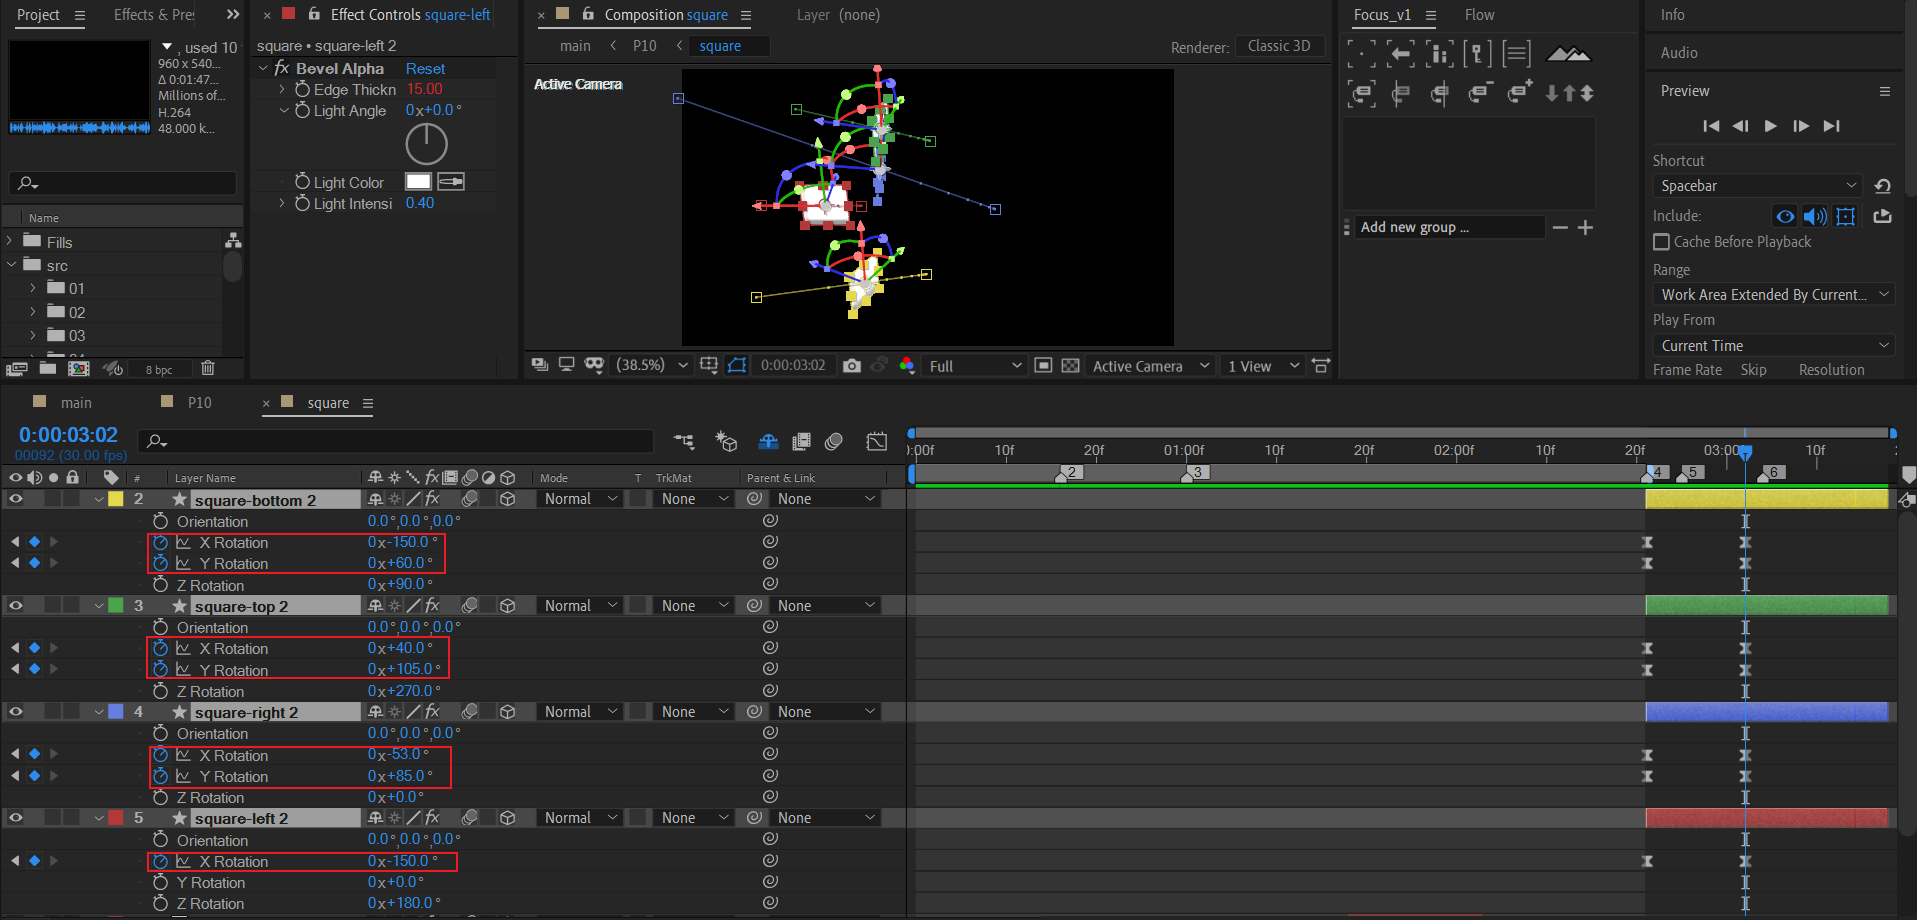 Project
Effects & Pre
, used 10
960 x 540...
Δ 0:01:47...
Millions of...
H.264
48.000 k...
Name
Fills
src
01
02
03
8 bpc
Effect Controls square-left
square • square-left 2
fx Bevel Alpha Reset
Edge Thickn 15.00
Light Angle 0x+0.0°
Light Color
Light Intensi 0.40
Composition square
Layer (none)
main P10 square
Renderer: Classic 3D
Active Camera
(38.5%) 0:00:03:02 Full Active Camera 1 View
Focus_v1 Flow
Add new group ...
Info
Audio
Preview
Shortcut
Spacebar
Include:
Cache Before Playback
Range
Work Area Extended By Current...
Play From
Current Time
Frame Rate Skip Resolution
main P10 square
0:00:03:02
00092 (30.00 fps)
:00f 10f 20f 01:00f 10f 20f 03:00 10f
2 3 4 5 6
# Layer Name fx Mode T TrkMat Parent & Link
2 square-bottom 2 fx Normal None None
Orientation 0.0°,0.0°,0.0°
X Rotation 0x-150.0°
Y Rotation 0x+60.0°
Z Rotation 0x+90.0°
3 square-top 2 fx Normal None None
Orientation 0.0°,0.0°,0.0°
X Rotation 0x+40.0°
Y Rotation 0x+105.0°
Z Rotation 0x+270.0°
4 square-right 2 fx Normal None None
Orientation 0.0°,0.0°,0.0°
X Rotation 0x-53.0°
Y Rotation 0x+85.0°
Z Rotation 0x+0.0°
5 square-left 2 fx Normal None None
Orientation 0.0°,0.0°,0.0°
X Rotation 0x-150.0°
Y Rotation 0x+0.0°
Z Rotation 0x+180.0°